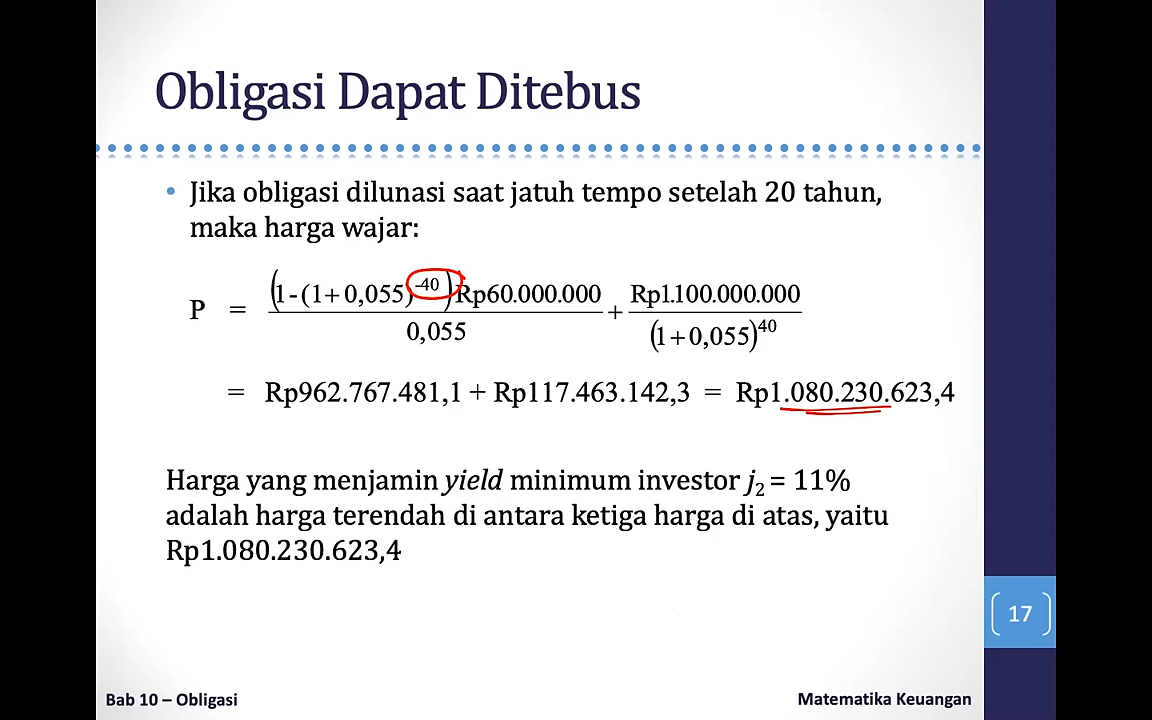 Obligasi Dapat Ditebus
• Jika obligasi dilunasi saat jatuh tempo setelah 20 tahun,
maka harga wajar:
P = (1-(1+0,055)^-40)Rp60.000.000 / 0,055 + Rp1.100.000.000 / (1+0,055)^40
= Rp962.767.481,1 + Rp117.463.142,3 = Rp1.080.230.623,4
Harga yang menjamin yield minimum investor j₂ = 11%
adalah harga terendah di antara ketiga harga di atas, yaitu
Rp1.080.230.623,4
17
Bab 10 – Obligasi
Matematika Keuangan